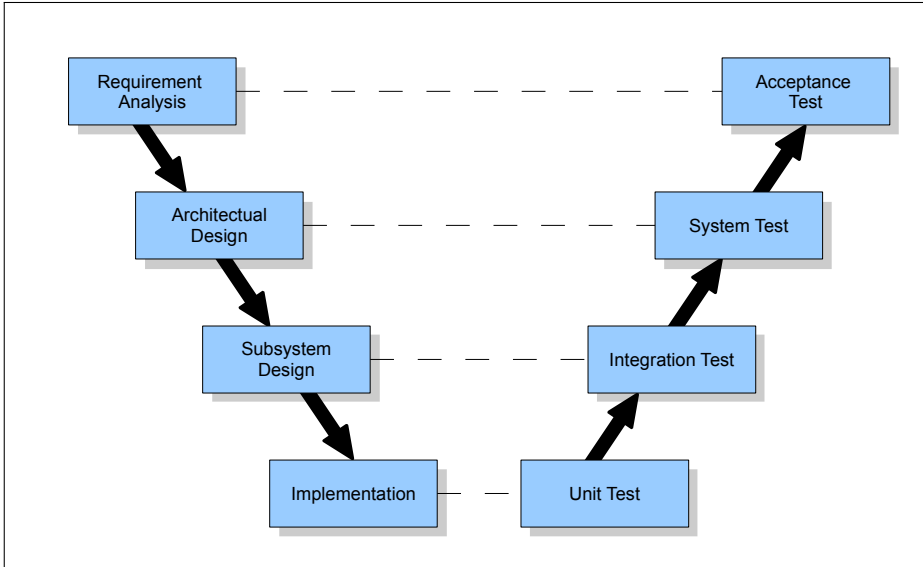 Requirement
Analysis
Acceptance
Test
Architectual
Design
System Test
Subsystem
Design
Integration Test
Implementation
Unit Test